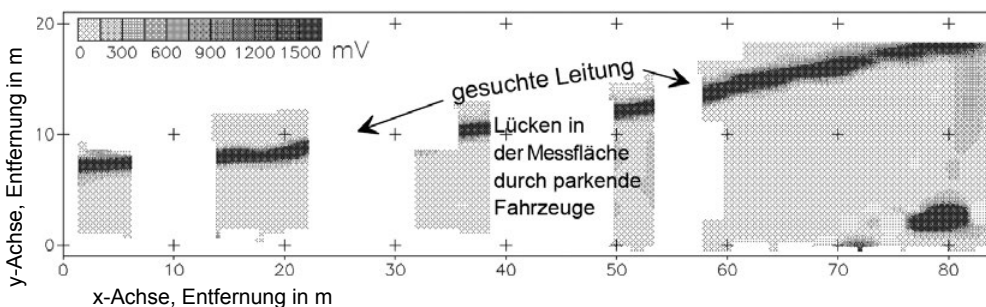 20
0 300 600 900 1200 1500 mV
gesuchte Leitung
10
Lücken in
der Messfläche
durch parkende
Fahrzeuge
0
0 10 20 30 40 50 60 70 80
y-Achse, Entfernung in m
x-Achse, Entfernung in m